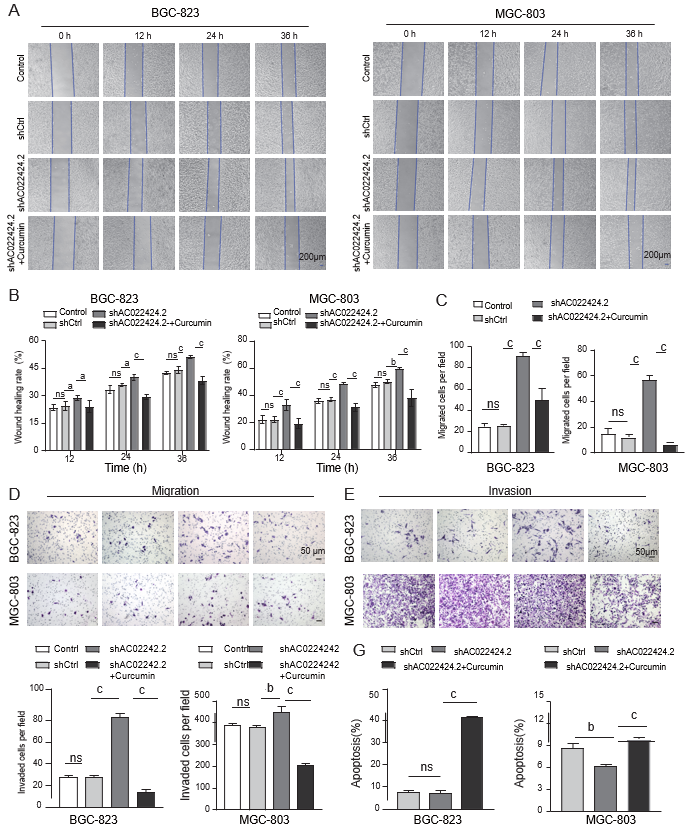 A
BGC-823
MGC-803
0 h 12 h 24 h 36 h
0 h 12 h 24 h 36 h
Control
shCtrl
shAC022424.2
shAC022424.2
+Curcumin
200μm
Control
shCtrl
shAC022424.2
shAC022424.2
+Curcumin
200μm
B
BGC-823
Control shAC022424.2
shCtrl shAC022424.2-+Curcumin
Wound healing rate (%)
60
45
30
15
0
ns a a
ns a c
ns c c
12 24 36
Time (h)
MGC-803
Control shAC022424.2
shCtrl shAC022424.2-+Curcumin
Wound healing rate (%)
80
60
40
20
0
ns c c
ns c c
ns b c
12 24 36
Time (h)
C
Control shAC022424.2
shCtrl shAC022424.2+Curcumin
Migrated cells per field
100
80
60
40
20
0
ns c c
BGC-823
Migrated cells per field
80
60
40
20
0
ns c c
MGC-803
D
Migration
BGC-823
50 μm
MGC-803
E
Invasion
BGC-823
50μm
MGC-803
Contrl shAC02242.2
shCtrl shAC02242.2
+Curcumin
Invaded cells per field
100
80
60
40
20
0
ns c c
BGC-823
Contrl shAC0224242
shCtrl shAC0224242
+Curcumin
Invaded cells per field
500
400
300
200
100
0
ns b c
MGC-803
G
shCtrl shAC022424.2
shAC022424.2+Curcumin
Apoptosis(%)
50
40
30
20
10
0
ns c
BGC-823
shCtrl shAC022424.2
shAC022424.2+Curcumin
Apoptosis(%)
15
12
9
6
3
0
b c
MGC-803